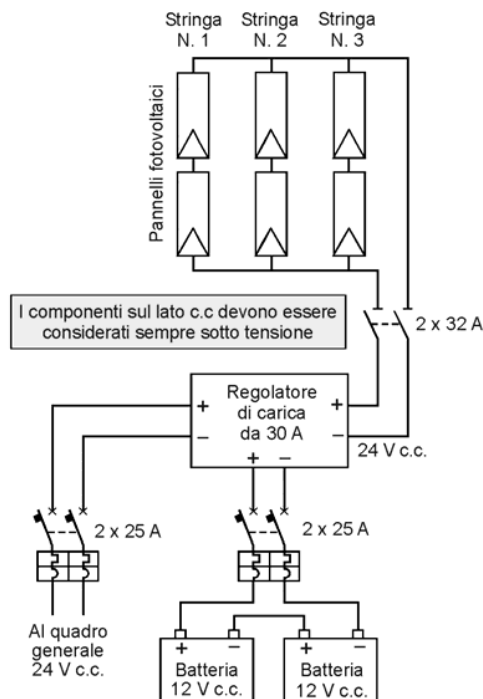 Stringa
N. 1
Stringa
N. 2
Stringa
N. 3
Pannelli fotovoltaici
I componenti sul lato c.c devono essere
considerati sempre sotto tensione
2 x 32 A
Regolatore
di carica
da 30 A
+
−
+
−
+
−
24 V c.c.
2 x 25 A
2 x 25 A
Al quadro
generale
24 V c.c.
+
−
Batteria
12 V c.c.
+
−
Batteria
12 V c.c.